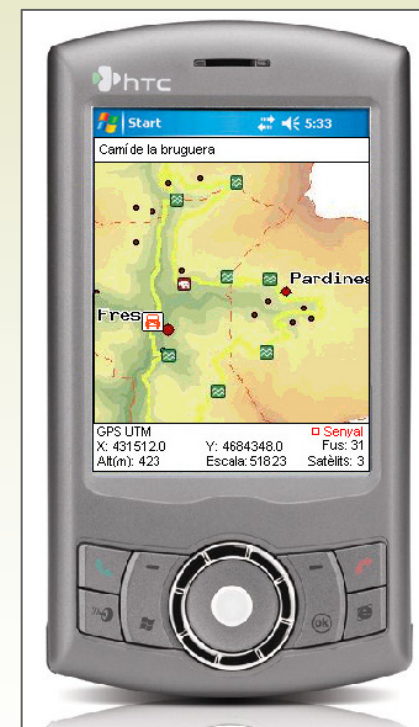 hTC
Start 5:33
Camí de la bruguera
Pardines
Fres
GPS UTM Senyal
X: 431512.0 Y: 4684348.0 Fus: 31
Alt(m): 423 Escala: 51823 Satèlits: 3
ok